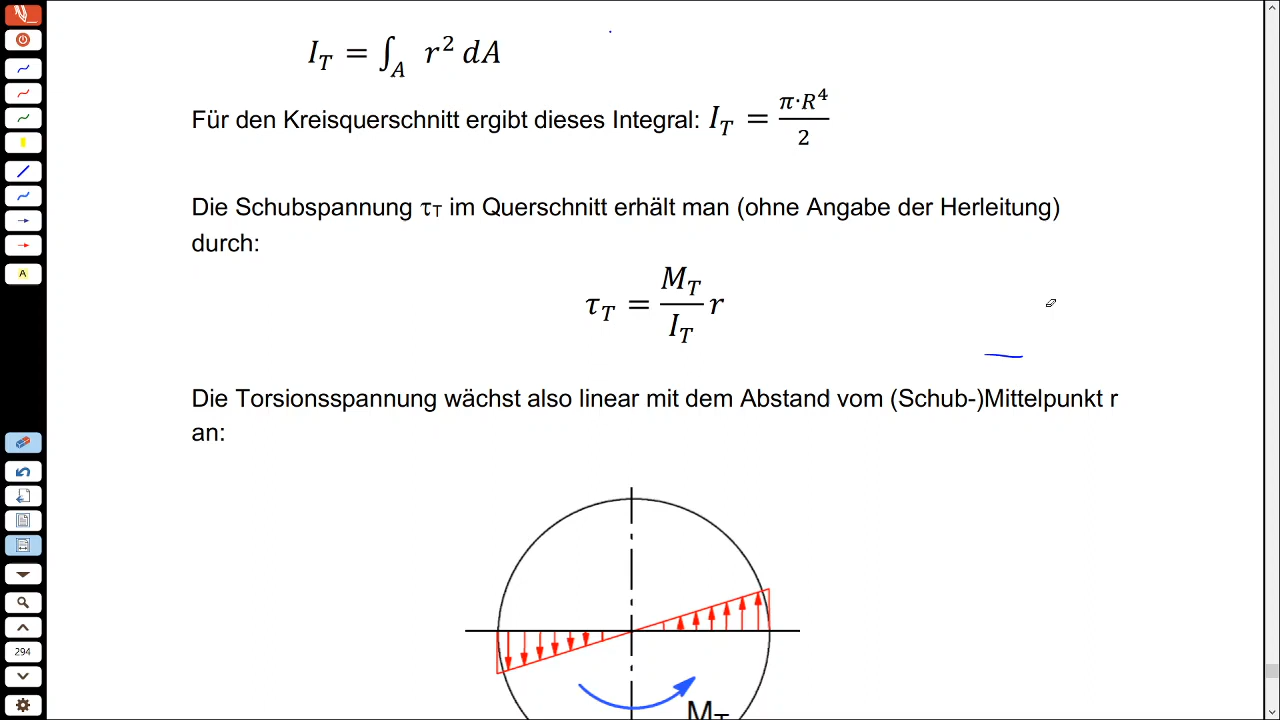 I_T = ∫_A r² dA
Für den Kreisquerschnitt ergibt dieses Integral: I_T = π·R⁴/2
Die Schubspannung τ_T im Querschnitt erhält man (ohne Angabe der Herleitung)
durch:
τ_T = M_T/I_T r
Die Torsionsspannung wächst also linear mit dem Abstand vom (Schub-)Mittelpunkt r
an:
M_T
A
294